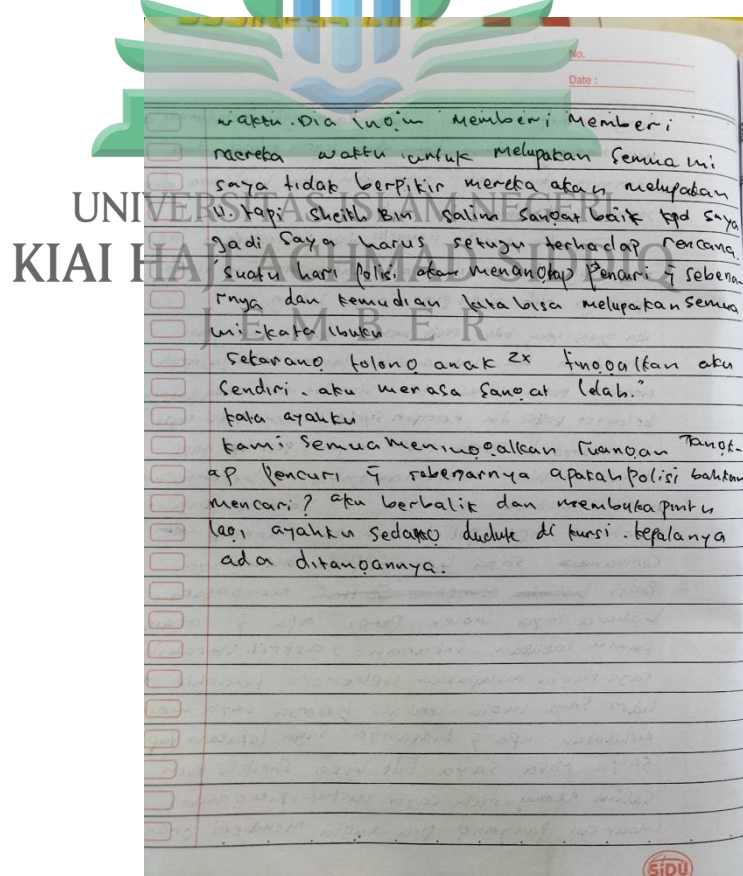 BUSINESS LIFE
No.
Date :
waktu. Dia ingin memberi memberi
mereka waktu untuk melupakan semua ini
saya tidak berpikir mereka akan melupakan
u. tapi sheikh Bin salim sangat baik kpd saya
jadi saya harus setuju terhadap rencana.
"suatu hari polisi akan menangkap pencuri yg sebena
rnya dan kemudian kita bisa melupakan semua
ini. kata ibuku
sekarang tolong anak 2x tinggalkan aku
sendiri. aku merasa sangat lelah."
kata ayahku
kami semua meninggalkan ruangan Tangk-
ap pencuri yg sebenarnya apakah polisi bahkan
mencari? aku berbalik dan membuka pintu
lagi, ayahku sedang duduk di kursi. kepalanya
ada ditangannya.
UNIVERSITAS ISLAM NEGERI
KIAI HAJI ACHMAD SIDDIQ
JEMBER
SiDU